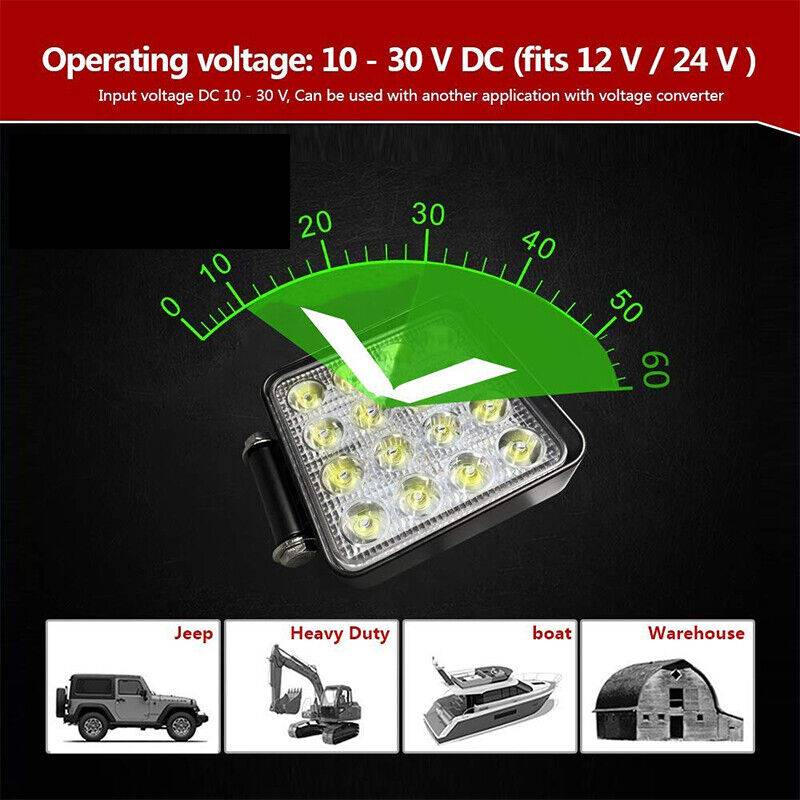 Operating voltage: 10 - 30 V DC (fits 12 V / 24 V )
Input voltage DC 10 - 30 V, Can be used with another application with voltage converter
0
10
20
30
40
50
60
Jeep
Heavy Duty
boat
Warehouse